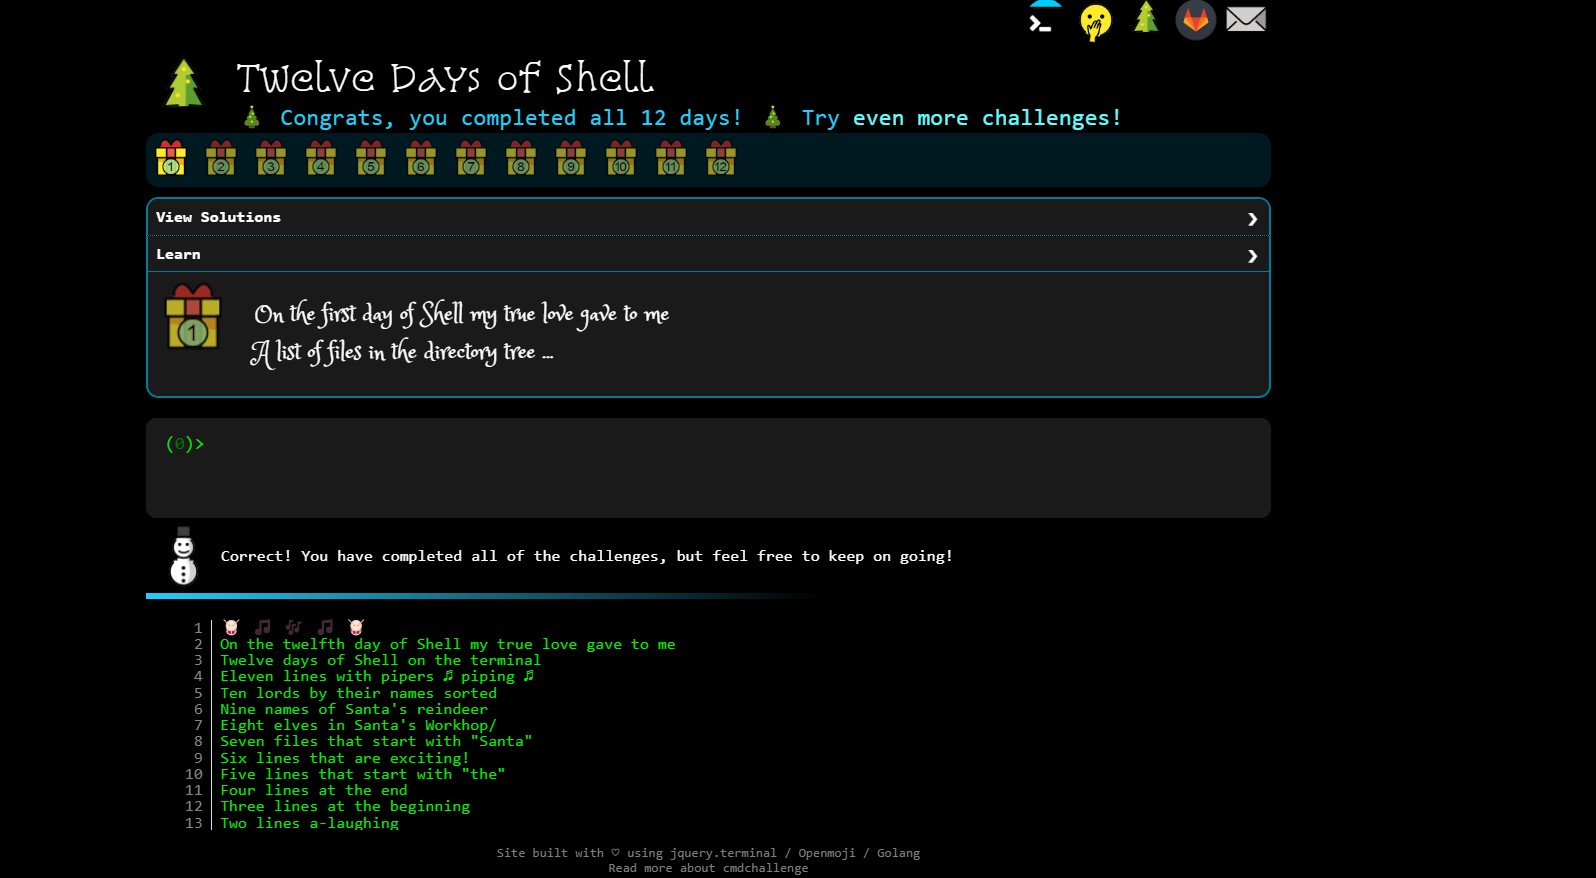 Twelve Days of Shell
Congrats, you completed all 12 days! Try even more challenges!
1 2 3 4 5 6 7 8 9 10 11 12
View Solutions
Learn
1
On the first day of Shell my true love gave to me
A list of files in the directory tree ...
(0)>
Correct! You have completed all of the challenges, but feel free to keep on going!
1
2 On the twelfth day of Shell my true love gave to me
3 Twelve days of Shell on the terminal
4 Eleven lines with pipers ♬ piping ♬
5 Ten lords by their names sorted
6 Nine names of Santa's reindeer
7 Eight elves in Santa's Workhop/
8 Seven files that start with "Santa"
9 Six lines that are exciting!
10 Five lines that start with "the"
11 Four lines at the end
12 Three lines at the beginning
13 Two lines a-laughing
Site built with ♡ using jquery.terminal / Openmoji / Golang
Read more about cmdchallenge